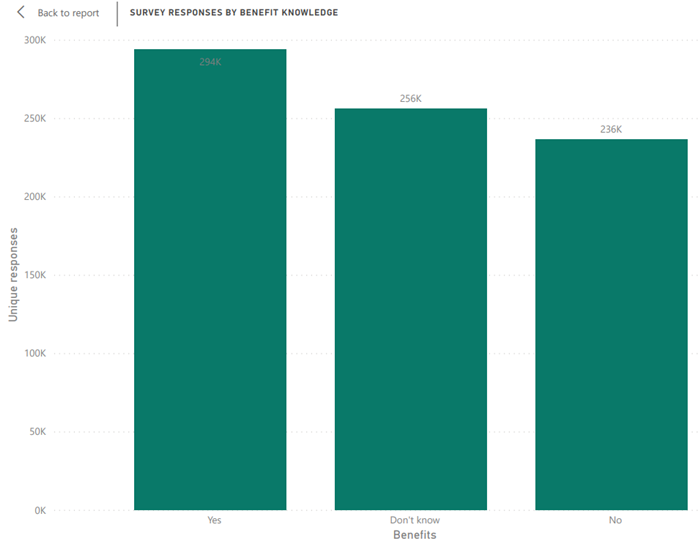 Back to report
SURVEY RESPONSES BY BENEFIT KNOWLEDGE
300K
250K
200K
150K
100K
50K
0K
Unique responses
294K
256K
236K
Yes
Don't know
No
Benefits